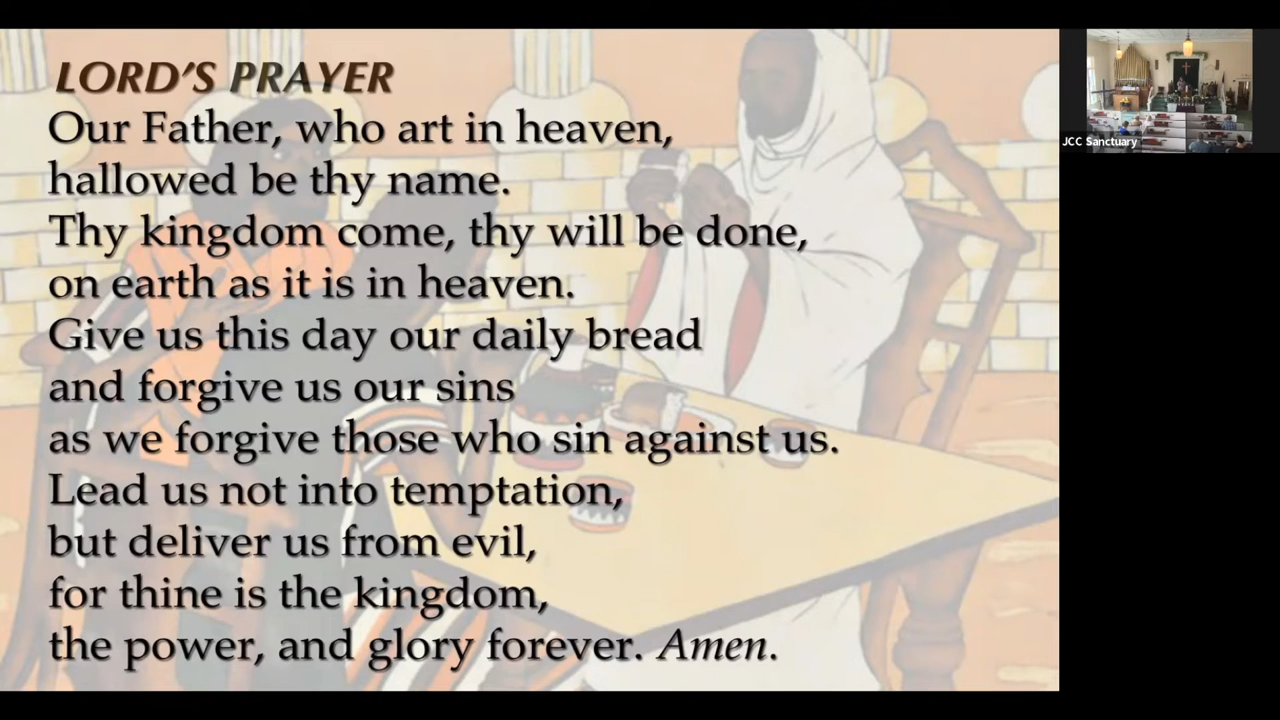 LORD'S PRAYER
Our Father, who art in heaven,
hallowed be thy name.
Thy kingdom come, thy will be done,
on earth as it is in heaven.
Give us this day our daily bread
and forgive us our sins
as we forgive those who sin against us.
Lead us not into temptation,
but deliver us from evil,
for thine is the kingdom,
the power, and glory forever. Amen.
JCC Sanctuary